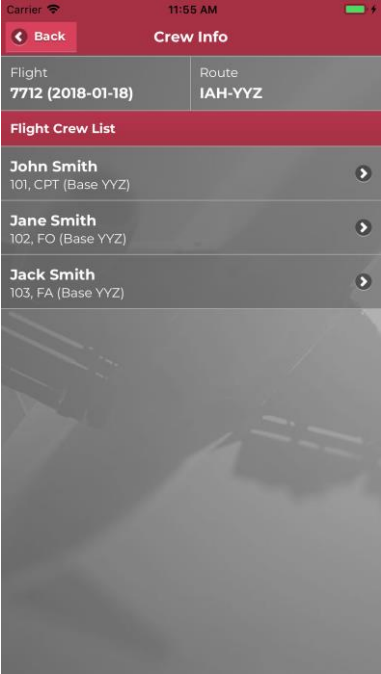 Carrier 11:55 AM
Back Crew Info
Flight Route
7712 (2018-01-18) IAH-YYZ
Flight Crew List
John Smith
101, CPT (Base YYZ)
Jane Smith
102, FO (Base YYZ)
Jack Smith
103, FA (Base YYZ)